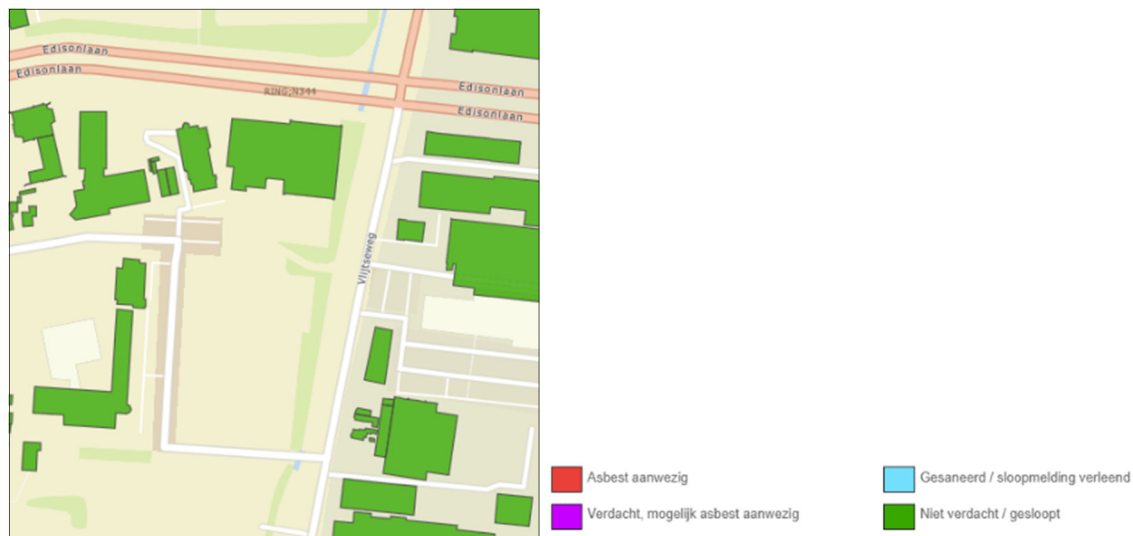 Edisonlaan
Edisonlaan
RING;N344
Edisonlaan
Edisonlaan
Vlijtseweg
Asbest aanwezig
Gesaneerd / sloopmelding verleend
Verdacht, mogelijk asbest aanwezig
Niet verdacht / gesloopt